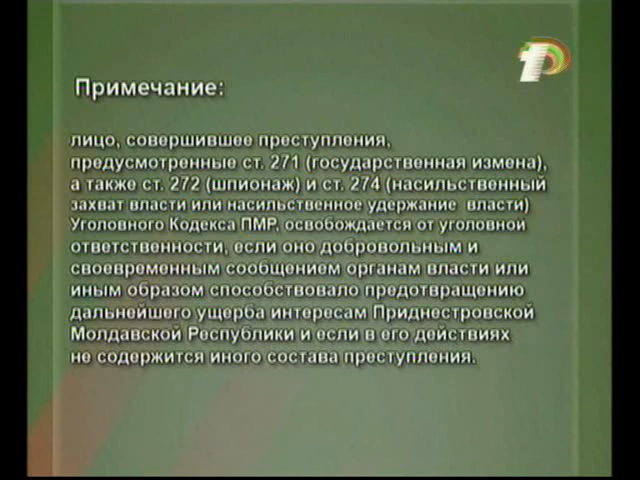 Примечание:
лицо, совершившее преступления,
предусмотренные ст. 271 (государственная измена),
а также ст. 272 (шпионаж) и ст. 274 (насильственный
захват власти или насильственное удержание власти)
Уголовного Кодекса ПМР, освобождается от уголовной
ответственности, если оно добровольным и
своевременным сообщением органам власти или
иным образом способствовало предотвращению
дальнейшего ущерба интересам Приднестровской
Молдавской Республики и если в его действиях
не содержится иного состава преступления.